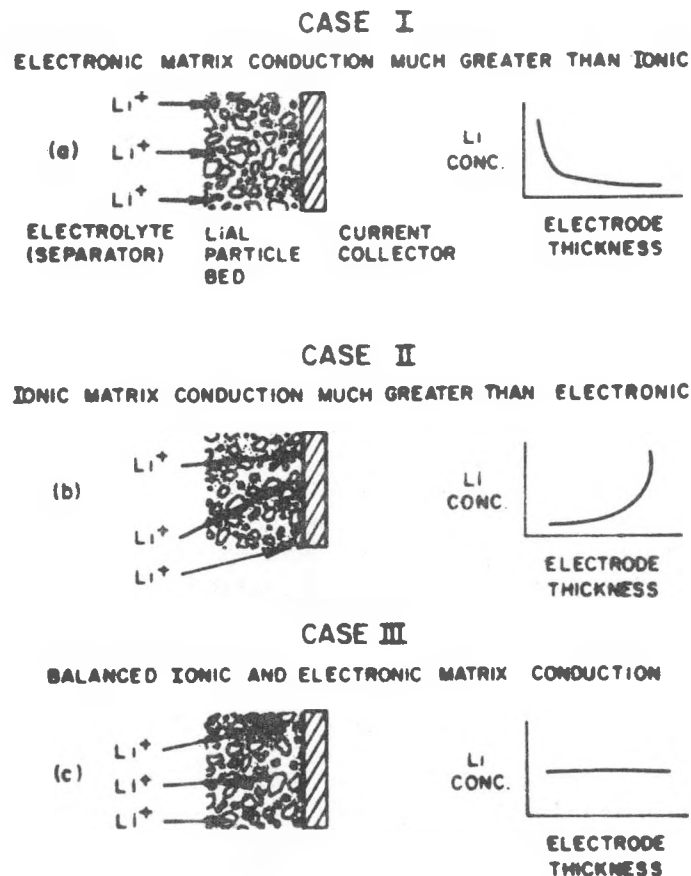 CASE I
ELECTRONIC MATRIX CONDUCTION MUCH GREATER THAN IONIC
Li⁺
(a)
Li⁺
Li⁺
ELECTROLYTE
(SEPARATOR)
LiAL
PARTICLE
BED
CURRENT
COLLECTOR
Li
CONC.
ELECTRODE
THICKNESS
CASE II
IONIC MATRIX CONDUCTION MUCH GREATER THAN ELECTRONIC
Li⁺
(b)
Li⁺
Li⁺
Li
CONC.
ELECTRODE
THICKNESS
CASE III
BALANCED IONIC AND ELECTRONIC MATRIX CONDUCTION
Li⁺
(c)
Li⁺
Li⁺
Li
CONC.
ELECTRODE
THICKNESS